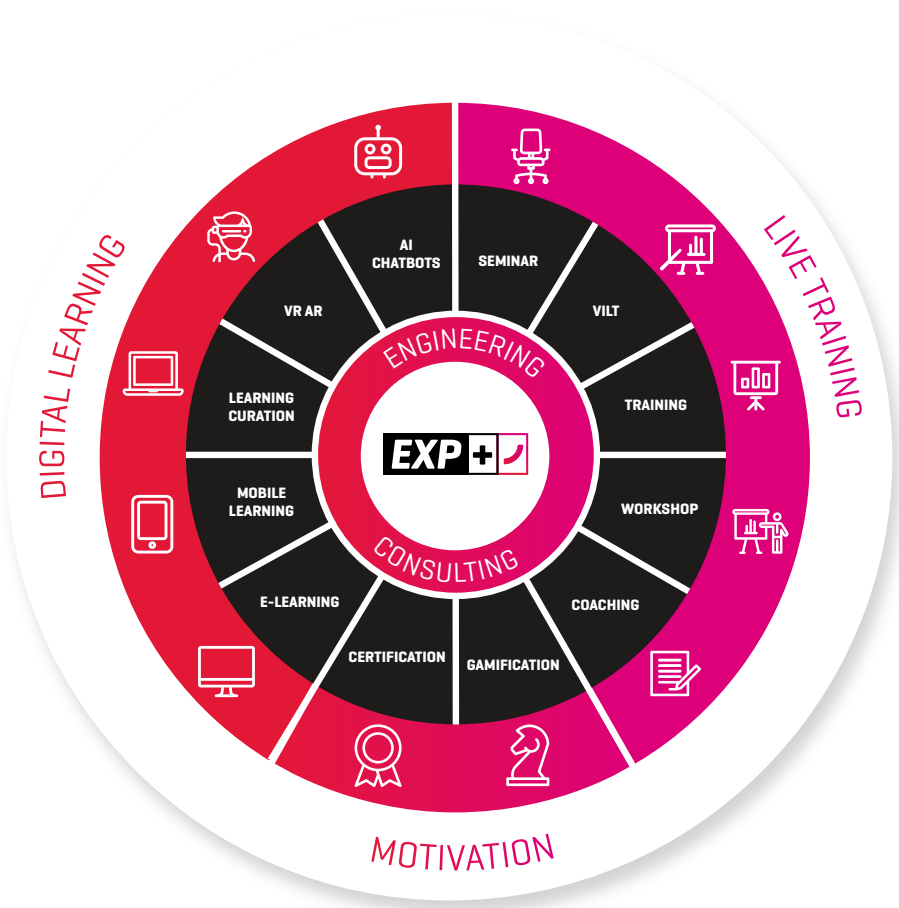 DIGITAL LEARNING
LIVE TRAINING
MOTIVATION
AI
CHATBOTS
SEMINAR
VR AR
VILT
LEARNING
CURATION
TRAINING
MOBILE
LEARNING
WORKSHOP
E-LEARNING
COACHING
CERTIFICATION
GAMIFICATION
ENGINEERING
EXP+
CONSULTING